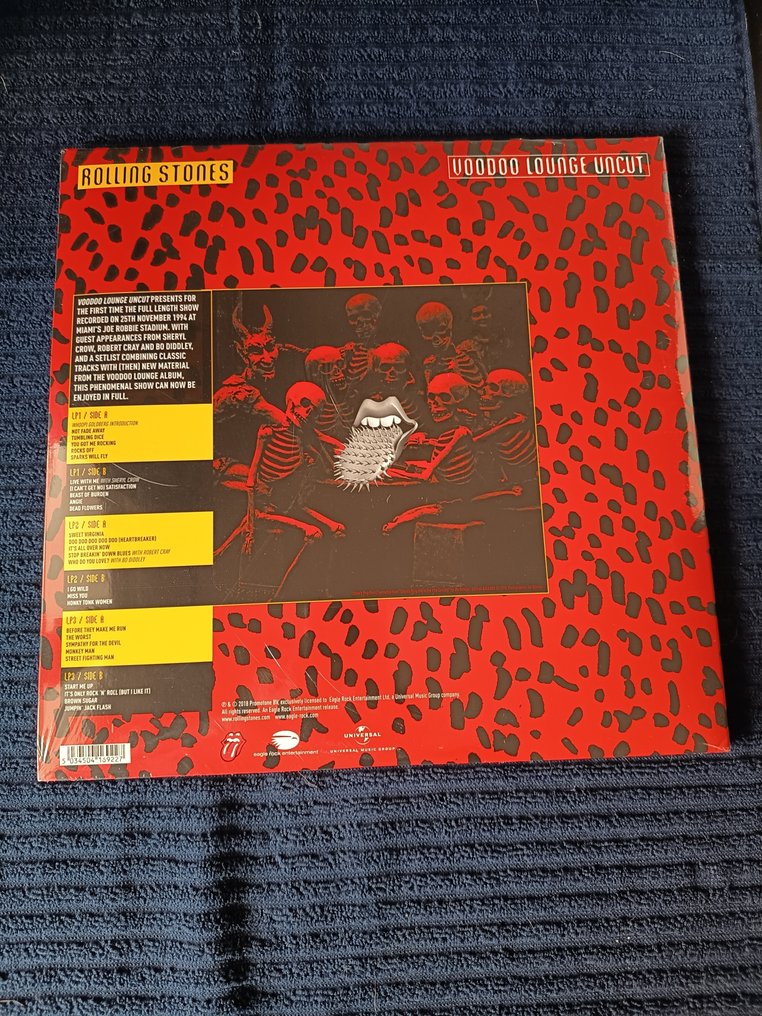 ROLLING STONES
VOODOO LOUNGE UNCUT
VOODOO LOUNGE UNCUT PRESENTS FOR
THE FIRST TIME THE FULL LENGTH SHOW
RECORDED ON 25TH NOVEMBER 1994 AT
MIAMI'S JOE ROBBIE STADIUM. WITH
GUEST APPEARANCES FROM SHERYL
CROW, ROBERT CRAY AND BO DIDDLEY,
AND A SETLIST COMBINING CLASSIC
TRACKS WITH (THEN) NEW MATERIAL
FROM THE VOODOO LOUNGE ALBUM,
THIS PHENOMENAL SHOW CAN NOW BE
ENJOYED IN FULL.
LP1 / SIDE A
WHOOPI GOLDBERG INTRODUCTION
NOT FADE AWAY
TUMBLING DICE
YOU GOT ME ROCKING
ROCKS OFF
SPARKS WILL FLY
LP1 / SIDE B
LIVE WITH ME WITH SHERYL CROW
(I CAN'T GET NO) SATISFACTION
BEAST OF BURDEN
ANGIE
DEAD FLOWERS
LP2 / SIDE A
SWEET VIRGINIA
DOO DOO DOO DOO DOO (HEARTBREAKER)
IT'S ALL OVER NOW
STOP BREAKIN' DOWN BLUES WITH ROBERT CRAY
WHO DO YOU LOVE? WITH BO DIDDLEY
LP2 / SIDE B
I GO WILD
MISS YOU
HONKY TONK WOMEN
LP3 / SIDE A
BEFORE THEY MAKE ME RUN
THE WORST
SYMPATHY FOR THE DEVIL
MONKEY MAN
STREET FIGHTING MAN
LP3 / SIDE B
START ME UP
IT'S ONLY ROCK 'N' ROLL (BUT I LIKE IT)
BROWN SUGAR
JUMPIN' JACK FLASH
℗ & © 2018 Promotone BV, exclusively licensed to Eagle Rock Entertainment Ltd, a Universal Music Group company.
All rights reserved. An Eagle Rock Entertainment release.
www.rollingstones.com www.eagle-rock.com
eagle rock entertainment
UNIVERSAL
UNIVERSAL MUSIC GROUP
5 034504 169227